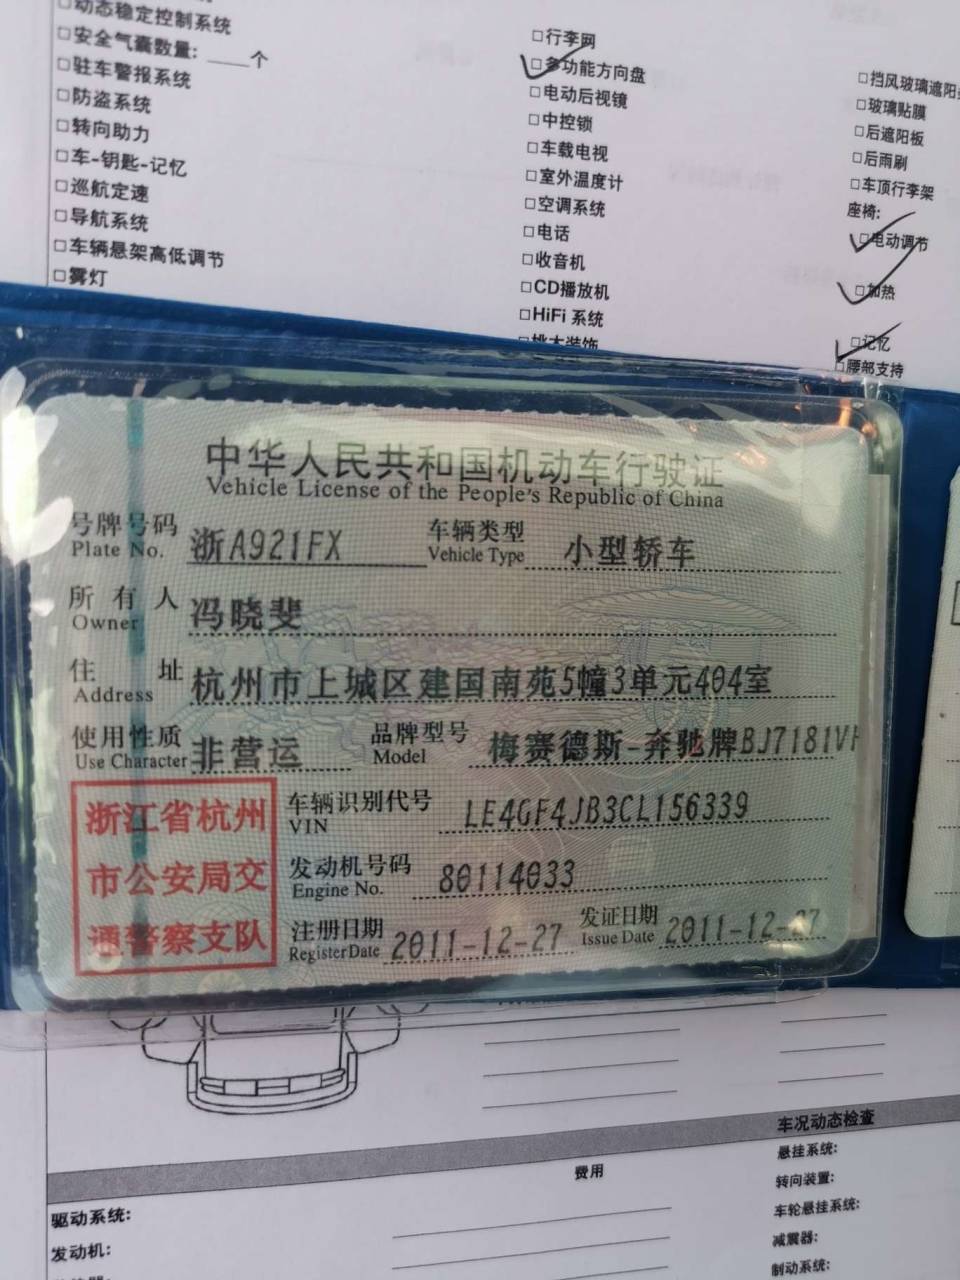 □动态稳定控制系统
□安全气囊数量: ____个
□驻车警报系统
□防盗系统
□转向助力
□车-钥匙-记忆
□巡航定速
□导航系统
□车辆悬架高低调节
□雾灯
□行李网
□多功能方向盘
□电动后视镜
□中控锁
□车载电视
□室外温度计
□空调系统
□电话
□收音机
□CD播放机
□HiFi 系统
□桃木装饰
□挡风玻璃遮阳
□玻璃贴膜
□后遮阳板
□后雨刷
□车顶行李架
座椅:
□电动调节
□加热
□记忆
□腰部支持
中华人民共和国机动车行驶证
Vehicle License of the People's Republic of China
号牌号码 浙A921FX 车辆类型 小型轿车
Plate No. Vehicle Type
所有人 冯晓斐
Owner
住址 杭州市上城区建国南苑5幢3单元404室
Address
使用性质 非营运 品牌型号 梅赛德斯-奔驰牌BJ7181V
Use Character Model
浙江省杭州
市公安局交
通警察支队
车辆识别代号 LE4GF4JB3CL156339
VIN
发动机号码 80114033
Engine No.
注册日期 2011-12-27 发证日期 2011-12-27
Register Date Issue Date
车况动态检查
费用
驱动系统:
发动机:
悬挂系统:
转向装置:
车轮悬挂系统:
减震器:
制动系统: